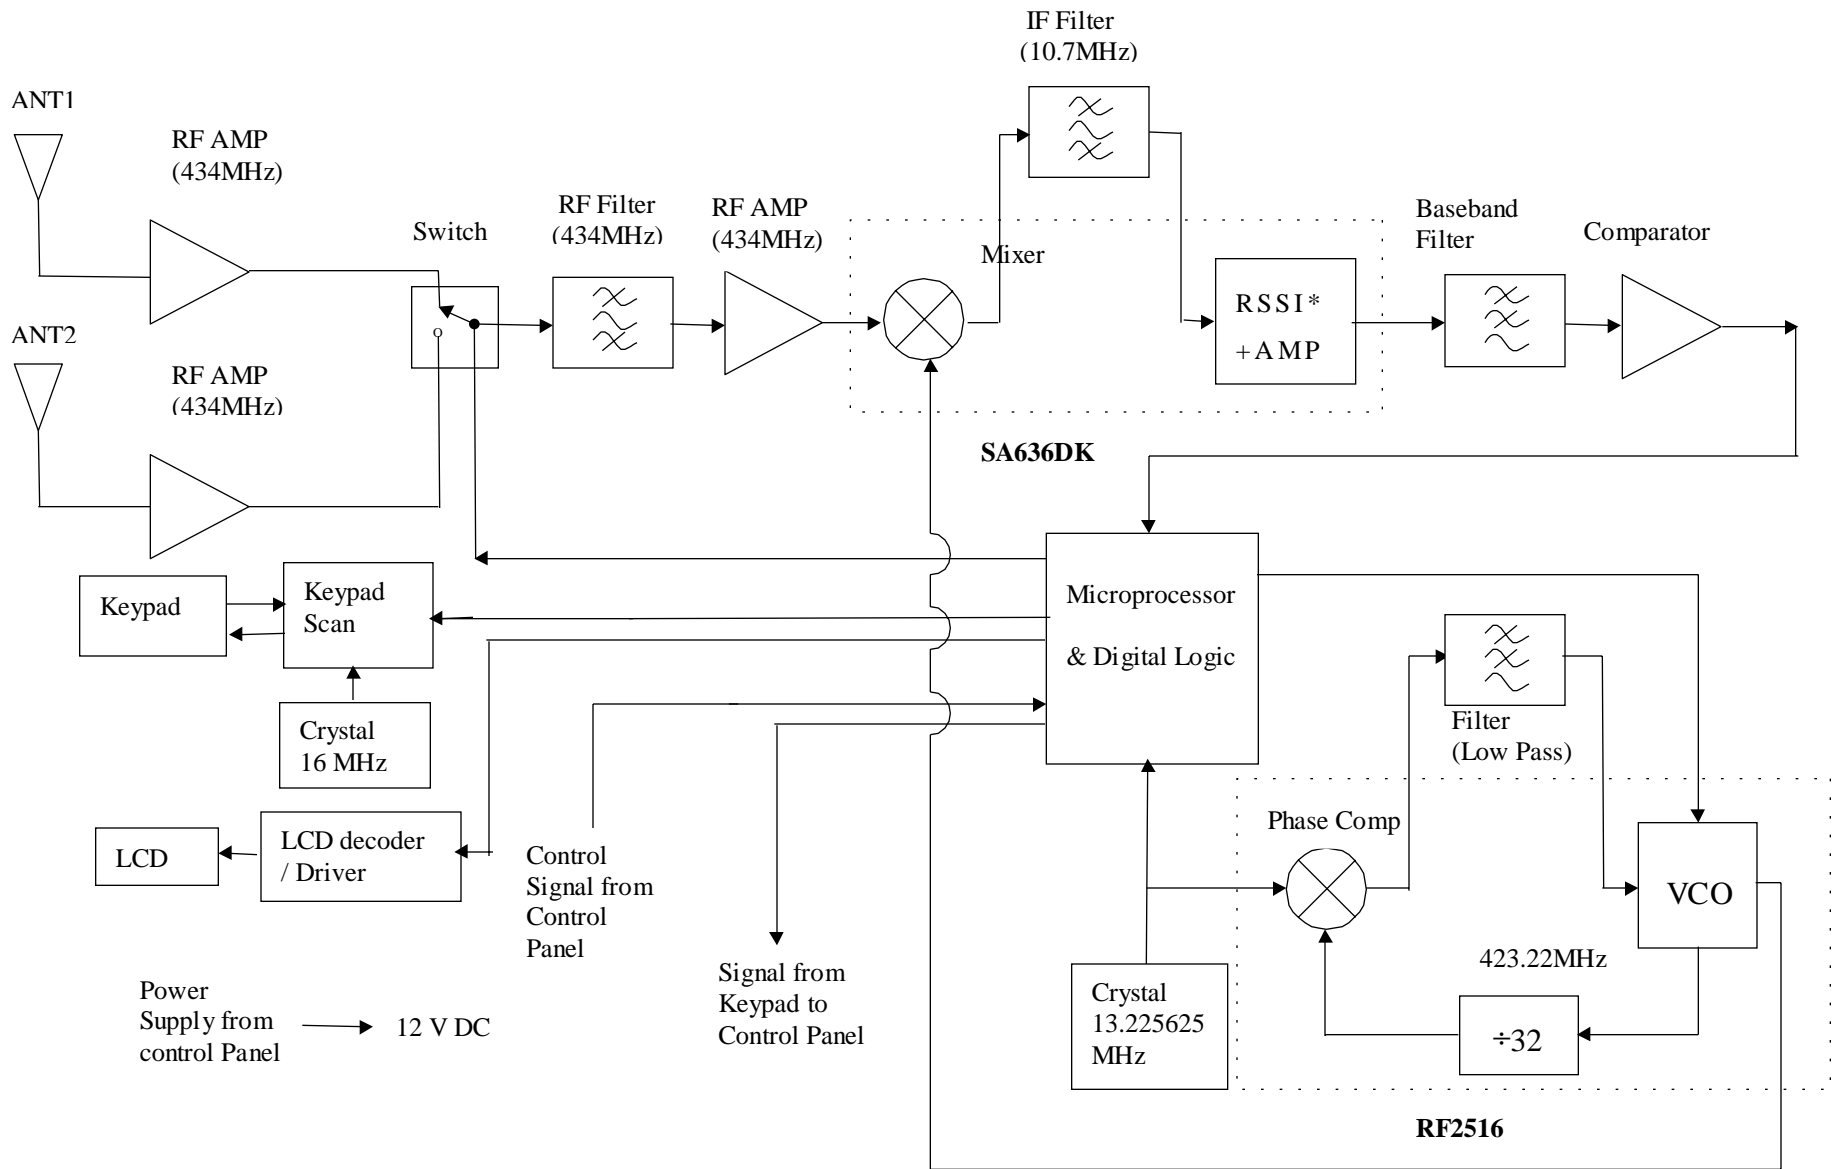 IF Filter
(10.7MHz)
ANT1
RF AMP
(434MHz)
Switch
RF Filter
(434MHz)
RF AMP
(434MHz)
Mixer
Baseband
Filter
Comparator
RSSI*
+AMP
ANT2
RF AMP
(434MHz)
SA636DK
Keypad
Keypad
Scan
Microprocessor
& Digital Logic
Crystal
16 MHz
Filter
(Low Pass)
LCD
LCD decoder
/ Driver
Control
Signal from
Control
Panel
Phase Comp
VCO
423.22MHz
Signal from
Keypad to
Control Panel
Crystal
13.225625
MHz
÷32
Power
Supply from
control Panel
12 V DC
RF2516